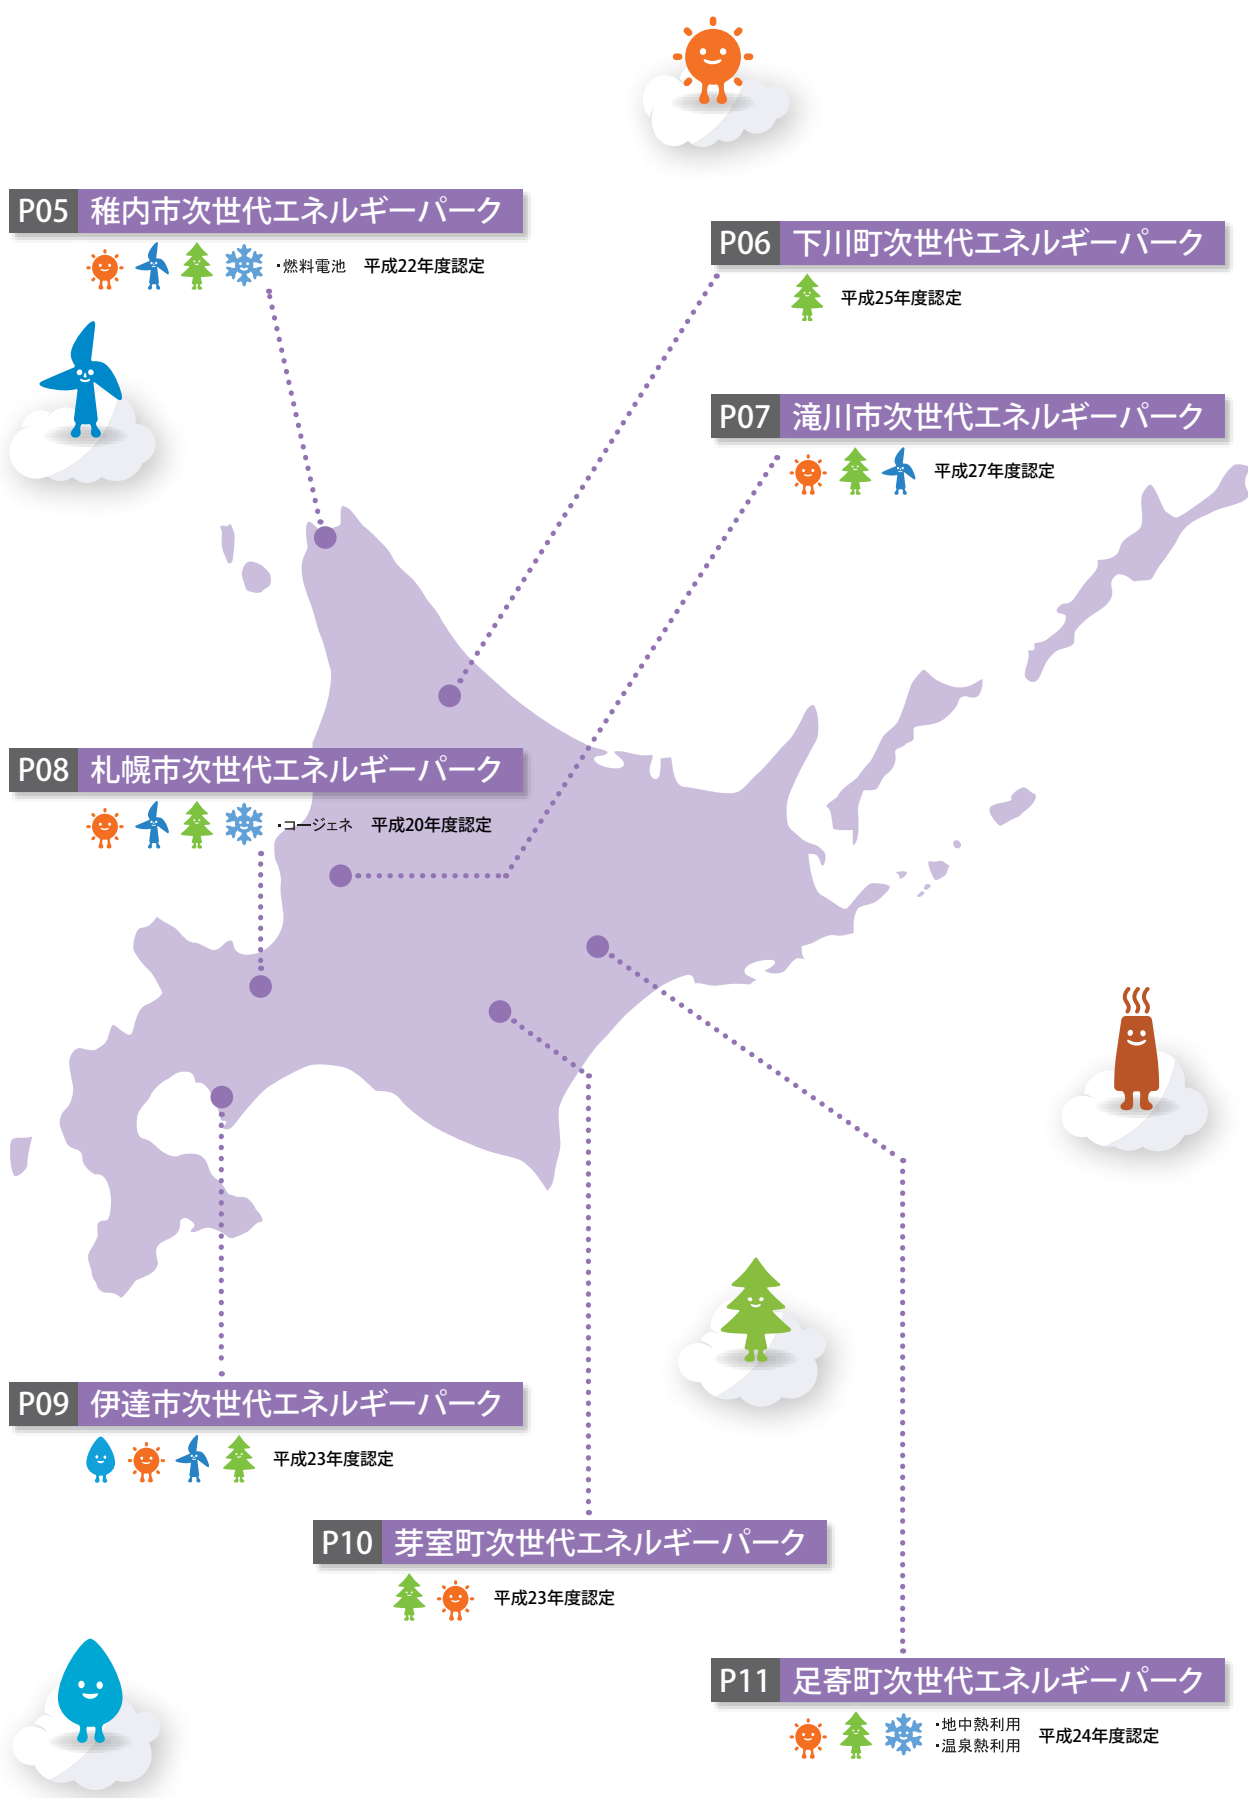 P05 稚内市次世代エネルギーパーク
・燃料電池 平成22年度認定
P06 下川町次世代エネルギーパーク
平成25年度認定
P07 滝川市次世代エネルギーパーク
平成27年度認定
P08 札幌市次世代エネルギーパーク
・コージェネ 平成20年度認定
P09 伊達市次世代エネルギーパーク
平成23年度認定
P10 芽室町次世代エネルギーパーク
平成23年度認定
P11 足寄町次世代エネルギーパーク
・地中熱利用
・温泉熱利用
平成24年度認定